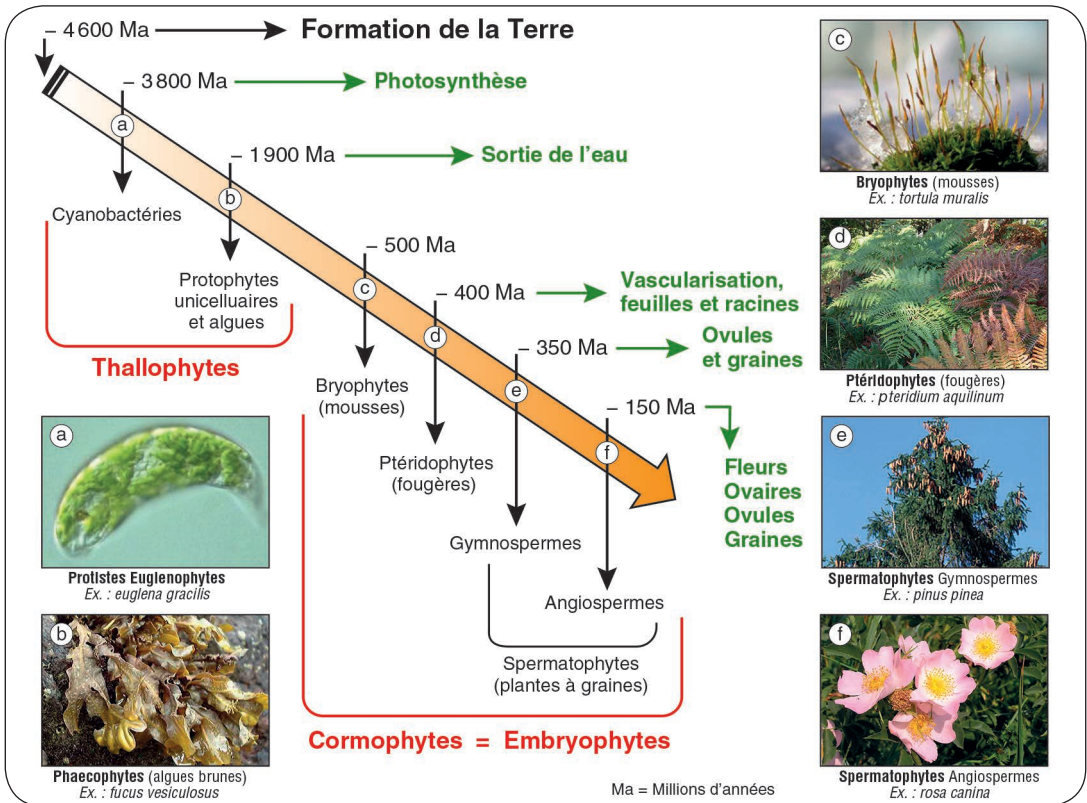 – 4 600 Ma
Formation de la Terre
– 3 800 Ma
Photosynthèse
a
Cyanobactéries
– 1 900 Ma
Sortie de l’eau
b
Protophytes
unicelluaires
et algues
Thallophytes
– 500 Ma
c
Bryophytes
(mousses)
– 400 Ma
Vascularisation,
feuilles et racines
d
Ptéridophytes
(fougères)
– 350 Ma
Ovules
et graines
e
Gymnospermes
– 150 Ma
Fleurs
Ovaires
Ovules
Graines
f
Angiospermes
Spermatophytes
(plantes à graines)
Cormophytes = Embryophytes
a
Protistes Euglenophytes
Ex. : euglena gracilis
b
Phaecophytes (algues brunes)
Ex. : fucus vesiculosus
c
Bryophytes (mousses)
Ex. : tortula muralis
d
Ptéridophytes (fougères)
Ex. : pteridium aquilinum
e
Spermatophytes Gymnospermes
Ex. : pinus pinea
f
Spermatophytes Angiospermes
Ex. : rosa canina
Ma = Millions d’années